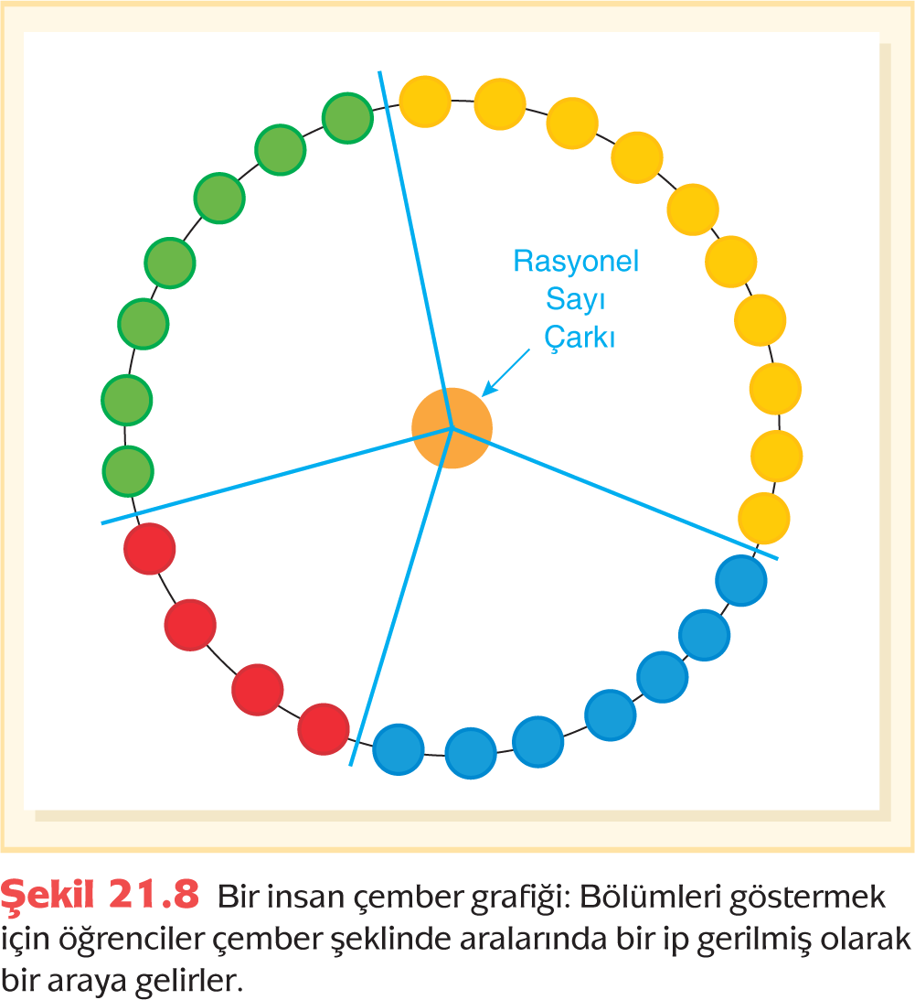 Rasyonel
Sayı
Çarkı
Şekil 21.8 Bir insan çember grafiği: Bölümleri göstermek
için öğrenciler çember şeklinde aralarında bir ip gerilmiş olarak
bir araya gelirler.